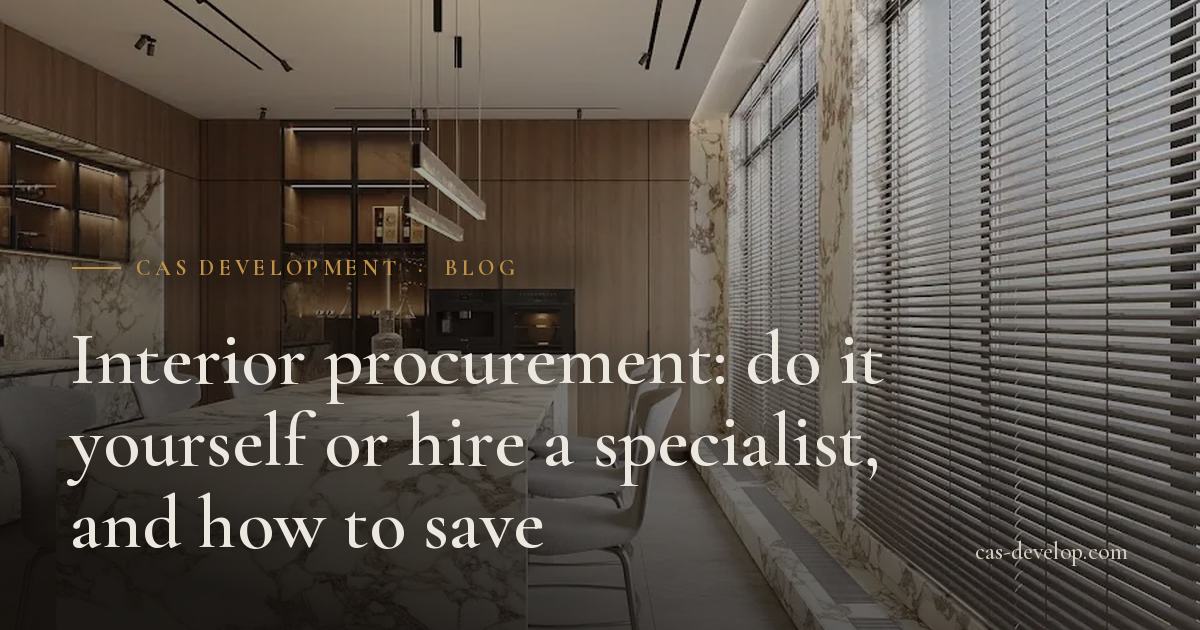 CAS DEVELOPMENT · BLOG
Interior procurement: do it
yourself or hire a specialist,
and how to save
cas-develop.com